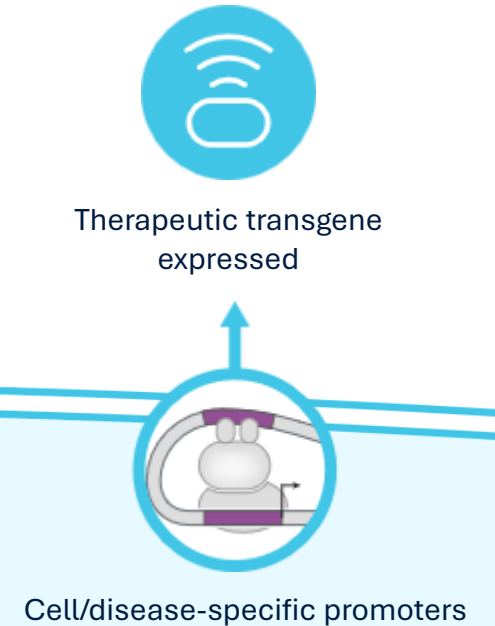 Therapeutic transgene
expressed
Cell/disease-specific promoters